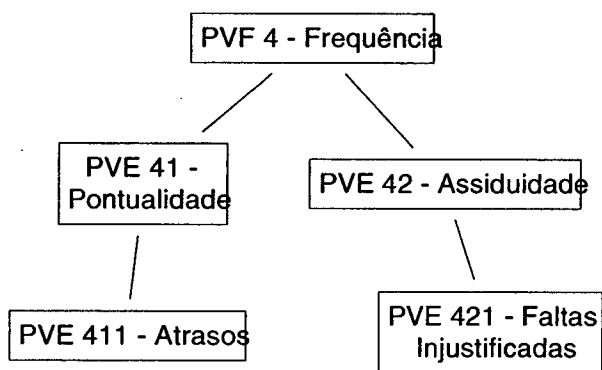 PVF 4 - Frequência
PVE 41 -
Pontualidade
PVE 42 - Assiduidade
PVE 411 - Atrasos
PVE 421 - Faltas
Injustificadas